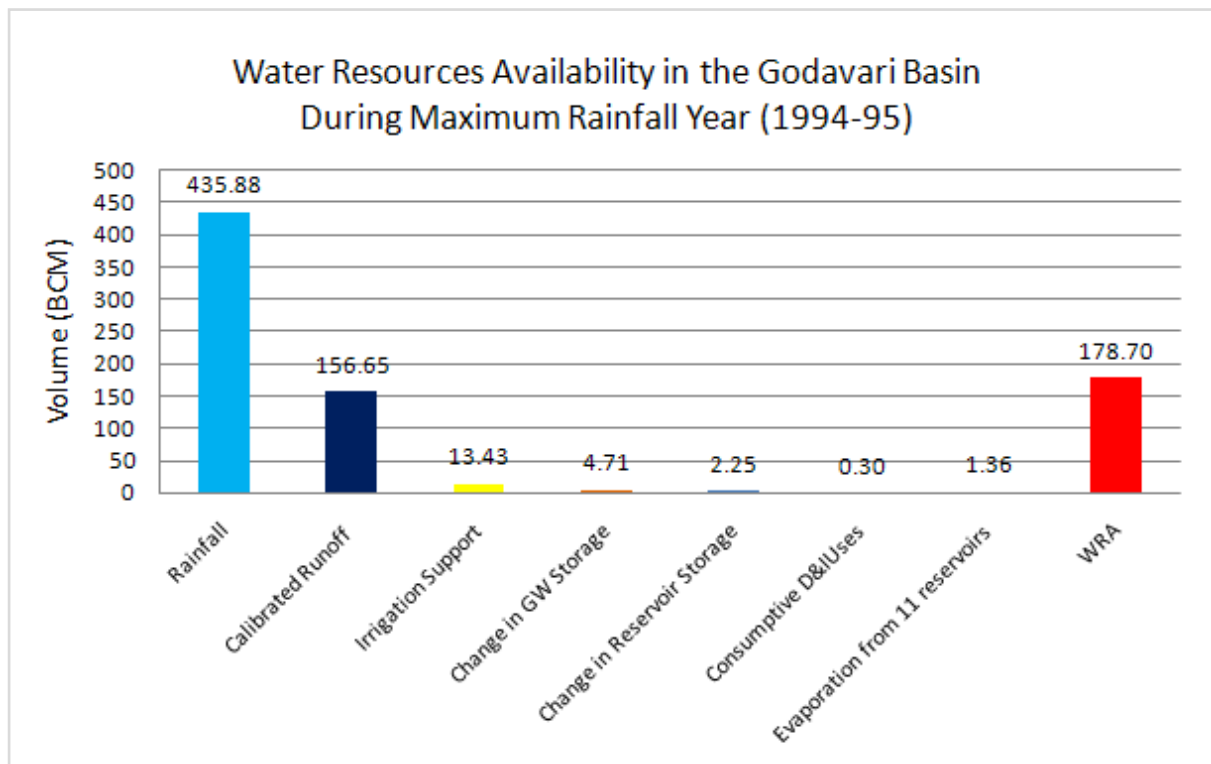 Water Resources Availability in the Godavari Basin
During Maximum Rainfall Year (1994-95)
Volume (BCM)
500
450
400
350
300
250
200
150
100
50
0
435.88
156.65
13.43
4.71
2.25
0.30
1.36
178.70
Rainfall
Calibrated Runoff
Irrigation Support
Change in GW Storage
Change in Reservoir Storage
Consumptive D&IUses
Evaporation from 11 reservoirs
WRA